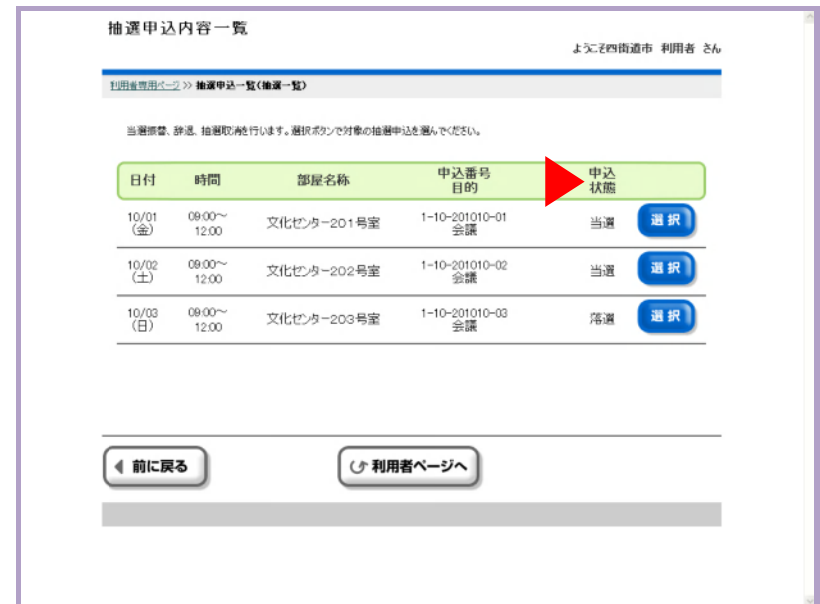 抽選申込内容一覧
ようこそ四街道市 利用者 さん
利用者専用ページ >> 抽選申込一覧(抽選一覧)
当選振替、辞退、抽選取消を行います。選択ボタンで対象の抽選申込を選んでください。
日付 時間 部屋名称 申込番号 申込
目的 状態
10/01 09:00～ 文化センター201号室 1-10-201010-01 当選 選択
(金) 12:00 会議
10/02 09:00～ 文化センター202号室 1-10-201010-02 当選 選択
(土) 12:00 会議
10/03 09:00～ 文化センター203号室 1-10-201010-03 落選 選択
(日) 12:00 会議
前に戻る 利用者ページへ